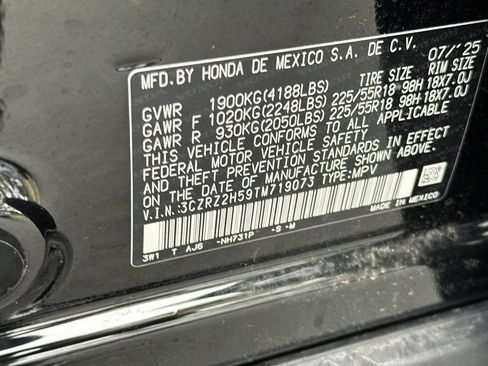 MFD.BY HONDA DE MEXICO S.A. DE C.V. 07/'25
GVWR 1900KG(4188LBS) TIRE SIZE RIM SIZE
GAWR F 1020KG(2248LBS) 225/55R18 98H 18X7.0J
GAWR R 930KG(2050LBS) 225/55R18 98H 18X7.0J
THIS VEHICLE CONFORMS TO ALL APPLICABLE
FEDERAL MOTOR VEHICLE SAFETY
AND THEFT PREVENTION STANDARDS IN EFFECT
ON THE DATE OF MANUFACTURE SHOWN ABOVE.
V.I.N.:3CZRZ2H59TM719073 TYPE:MPV
3W1 T AJ6 -NH731P -S -M
MADE IN MEXICO